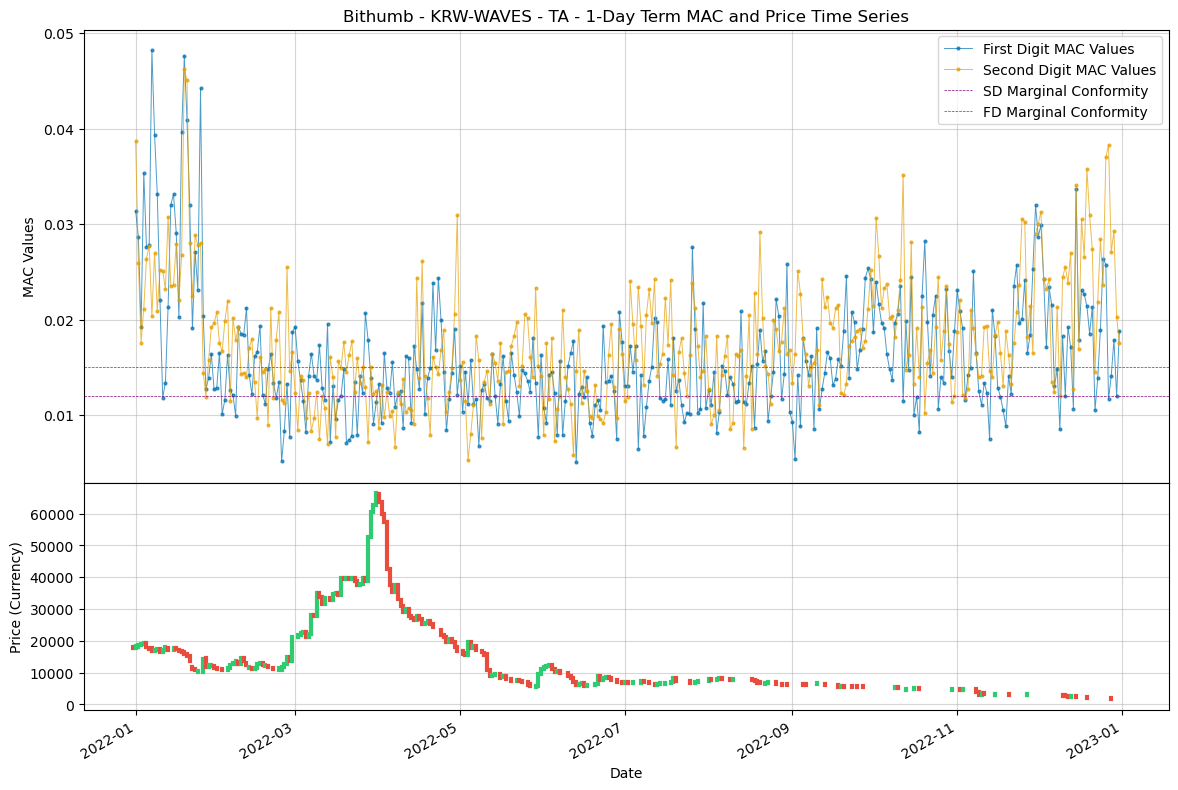 Bithumb - KRW-WAVES - TA - 1-Day Term MAC and Price Time Series
First Digit MAC Values
Second Digit MAC Values
SD Marginal Conformity
FD Marginal Conformity
MAC Values
0.05
0.04
0.03
0.02
0.01
Price (Currency)
60000
50000
40000
30000
20000
10000
0
2022-01
2022-03
2022-05
2022-07
2022-09
2022-11
2023-01
Date